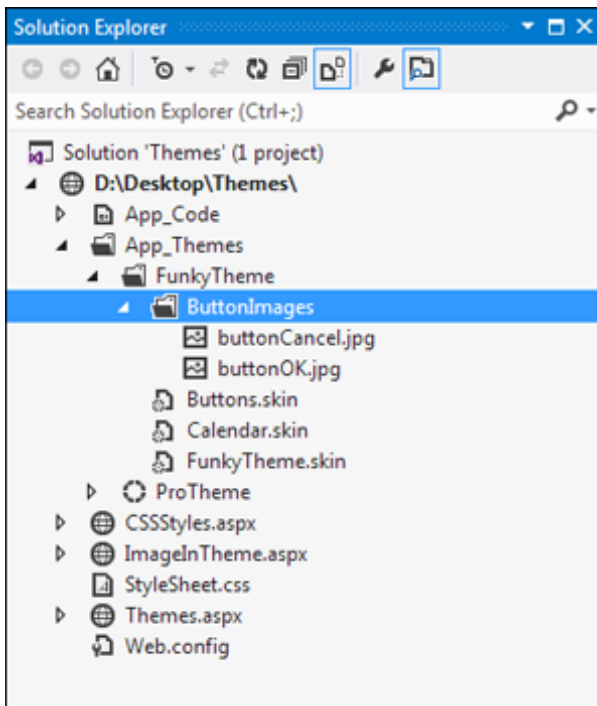 Solution Explorer
Search Solution Explorer (Ctrl+;)
Solution 'Themes' (1 project)
D:\Desktop\Themes\
App_Code
App_Themes
FunkyTheme
ButtonImages
buttonCancel.jpg
buttonOK.jpg
Buttons.skin
Calendar.skin
FunkyTheme.skin
ProTheme
CSSStyles.aspx
ImageInTheme.aspx
StyleSheet.css
Themes.aspx
Web.config